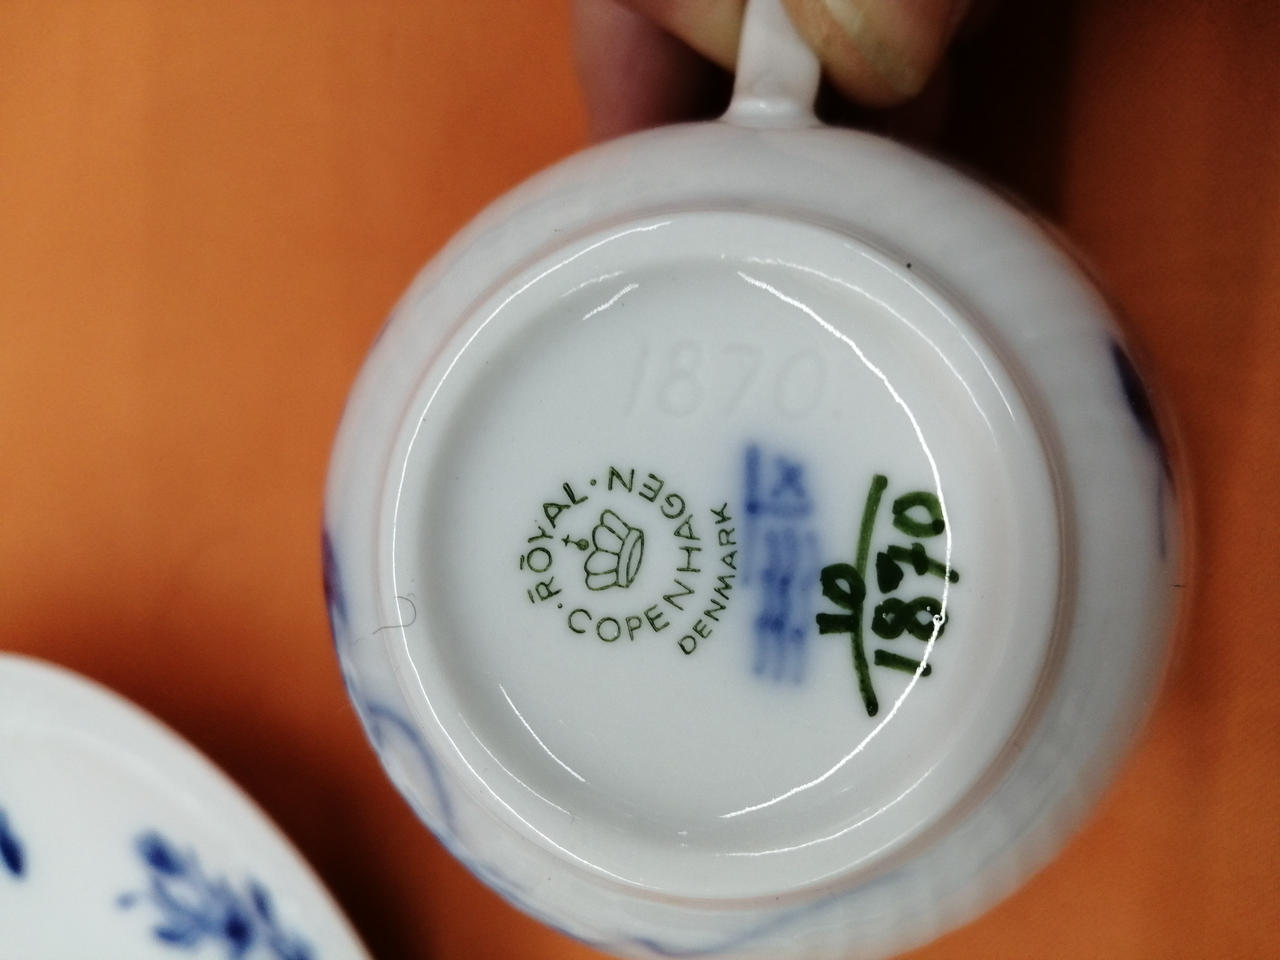 1870.
ROYAL · COPENHAGEN
DENMARK
10
1870.